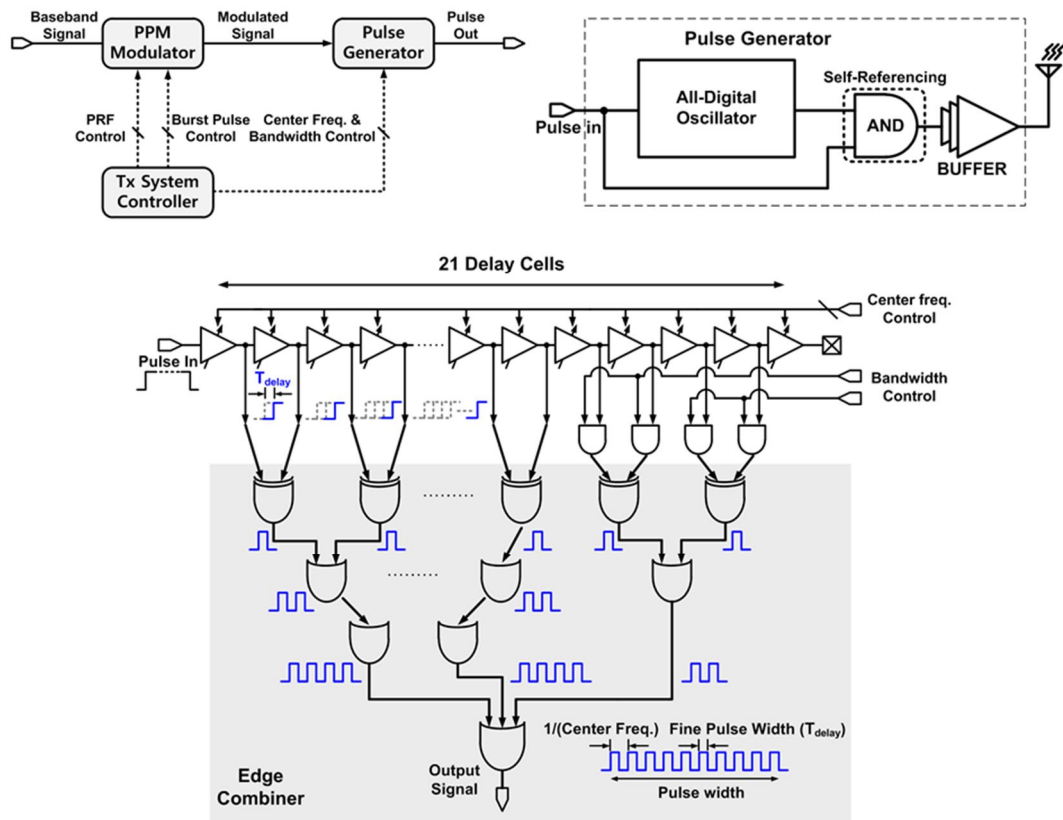 Baseband
Signal
PPM
Modulator
Modulated
Signal
Pulse
Generator
Pulse
Out
PRF
Control
Burst Pulse
Control
Center Freq. &
Bandwidth Control
Tx System
Controller
Pulse Generator
Self-Referencing
All-Digital
Oscillator
Pulse in
AND
BUFFER
21 Delay Cells
Center freq.
Control
Pulse In
Tdelay
Bandwidth
Control
1/(Center Freq.)
Fine Pulse Width (Tdelay)
Pulse width
Edge
Combiner
Output
Signal